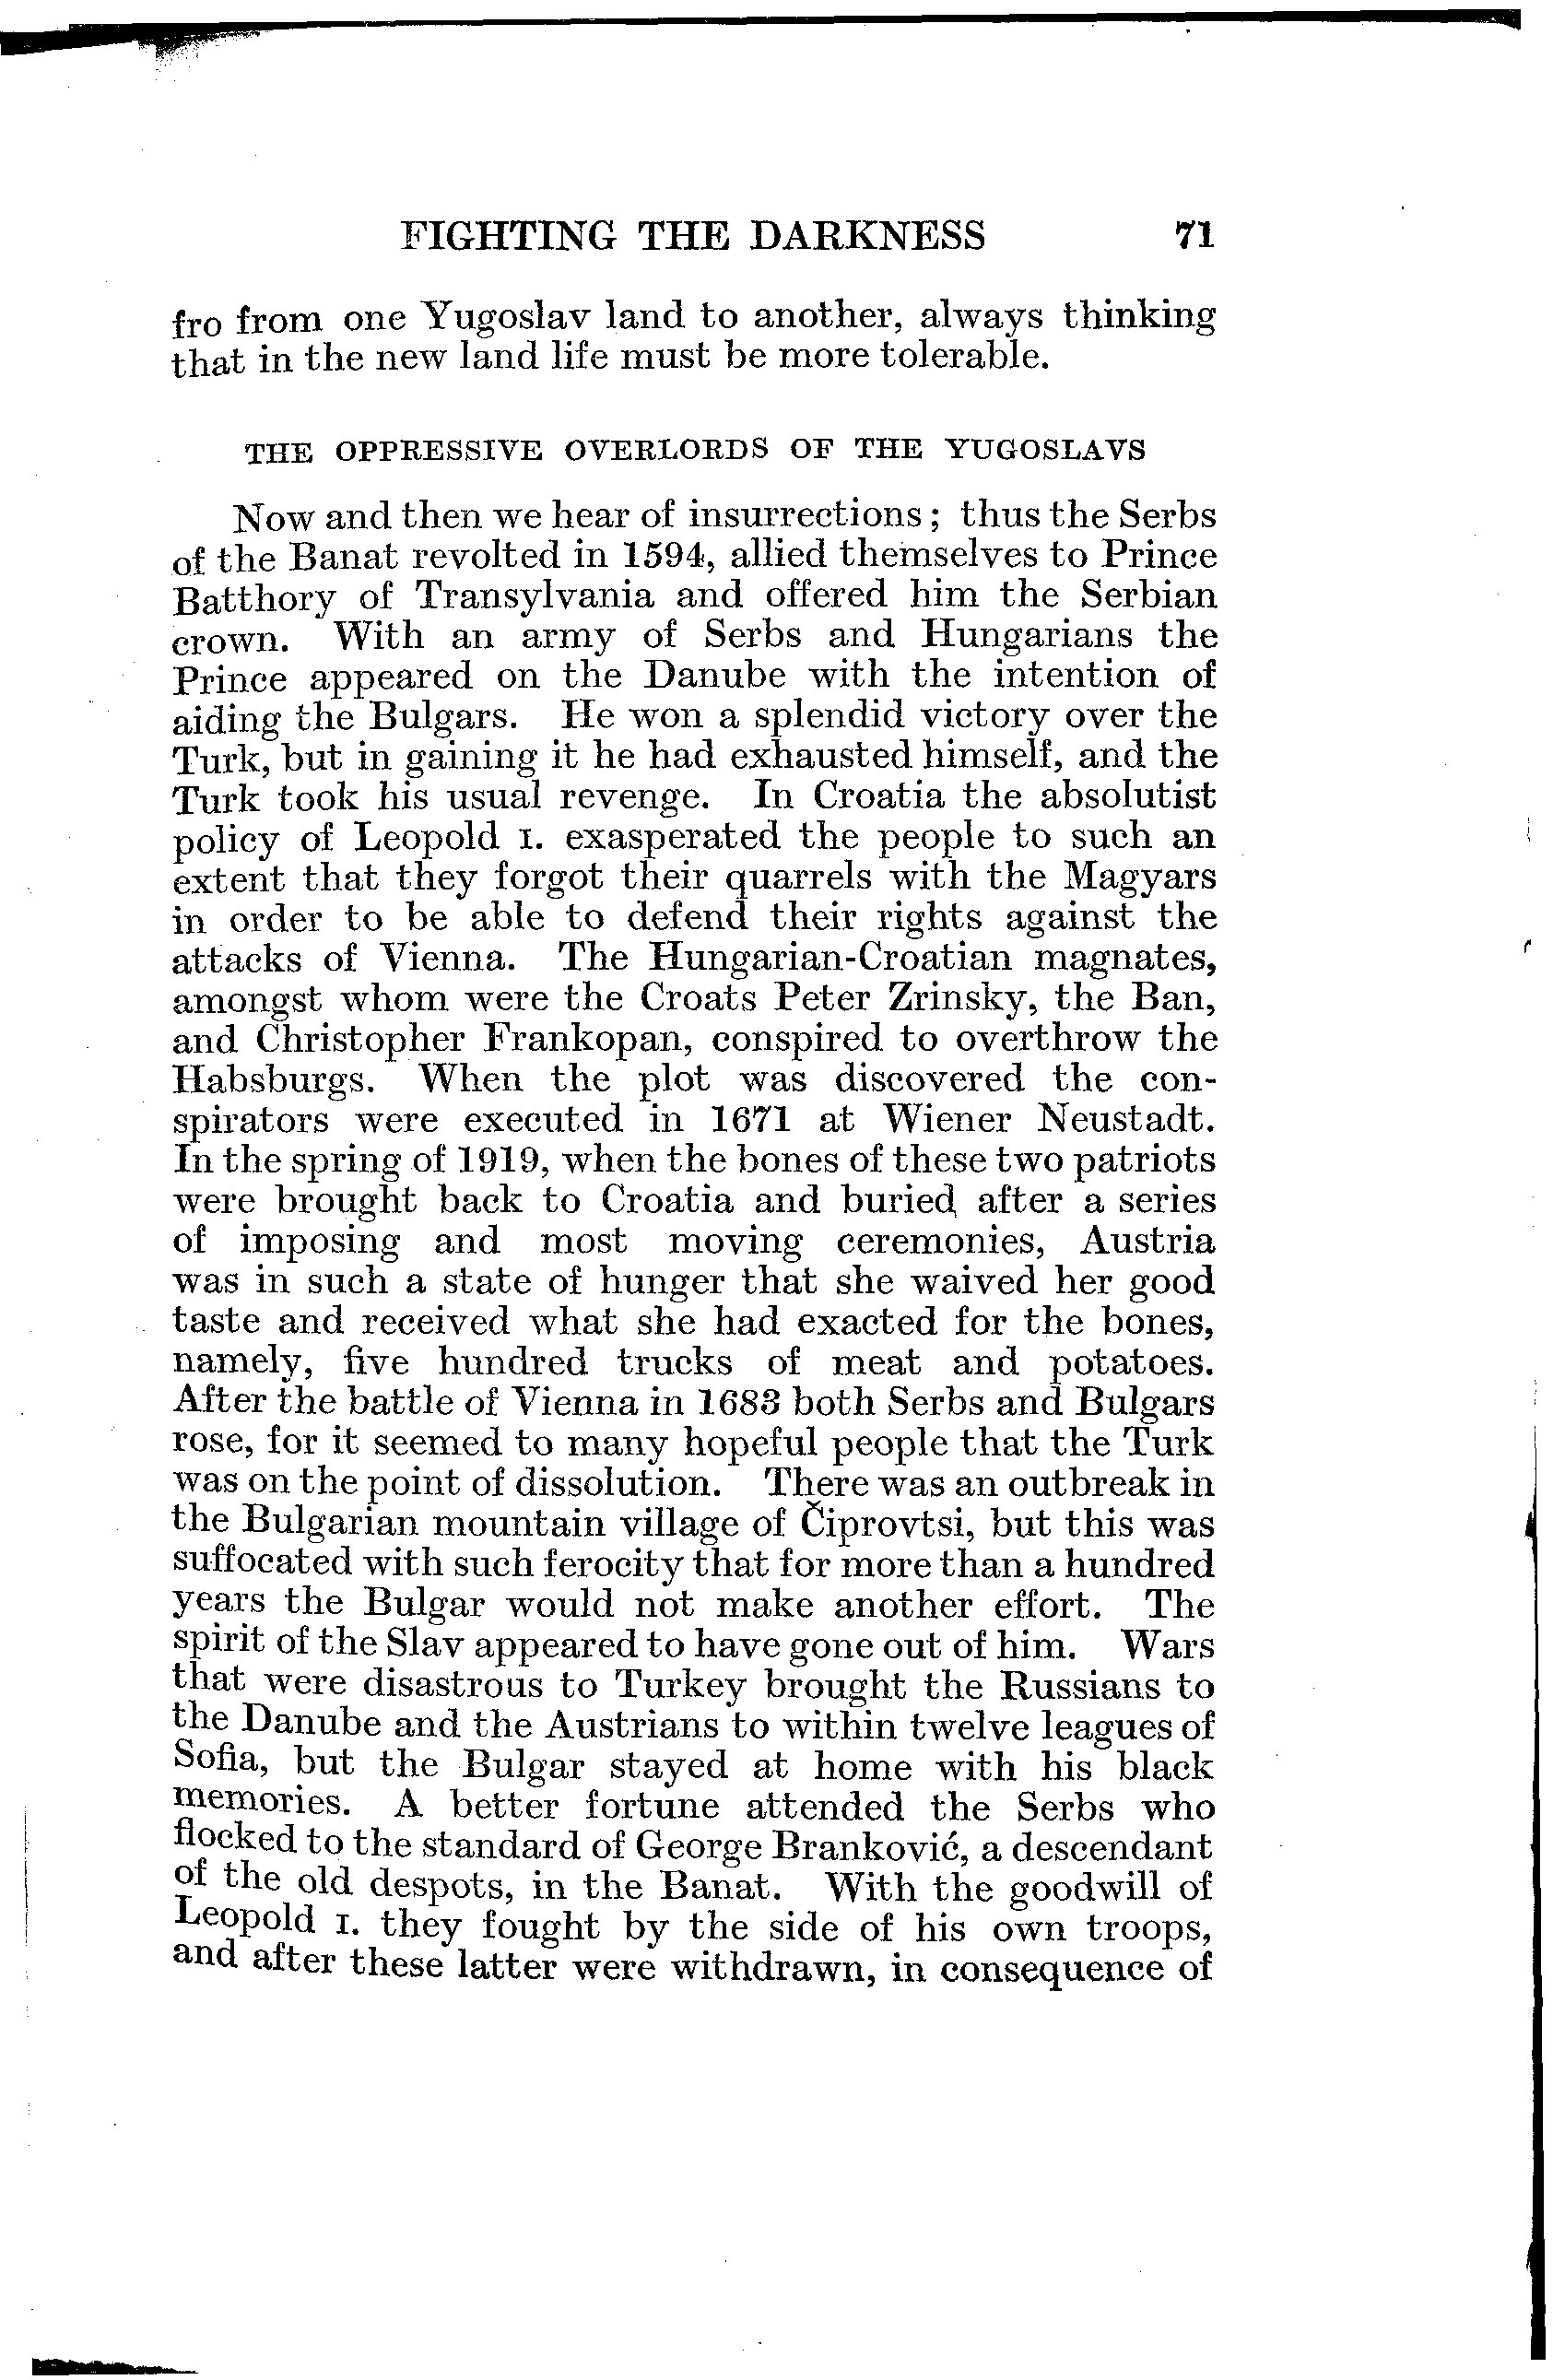 FIGHTING THE DARKNESS 71
fro from one Yugoslav land to another, always thinking
that in the new land life must be more tolerable.
THE OPPRESSIVE OVERLORDS OF THE YUGOSLAVS
Now and then we hear of insurrections; thus the Serbs
of the Banat revolted in 1594, allied themselves to Prince
Batthory of Transylvania and offered him the Serbian
crown. With an army of Serbs and Hungarians the
Prince appeared on the Danube with the intention of
aiding the Bulgars. He won a splendid victory over the
Turk, but in gaining it he had exhausted himself, and the
Turk took his usual revenge. In Croatia the absolutist
policy of Leopold I. exasperated the people to such an
extent that they forgot their quarrels with the Magyars
in order to be able to defend their rights against the
attacks of Vienna. The Hungarian-Croatian magnates,
amongst whom were the Croats Peter Zrinsky, the Ban,
and Christopher Frankopan, conspired to overthrow the
Habsburgs. When the plot was discovered the con-
spirators were executed in 1671 at Wiener Neustadt.
In the spring of 1919, when the bones of these two patriots
were brought back to Croatia and buried after a series
of imposing and most moving ceremonies, Austria
was in such a state of hunger that she waived her good
taste and received what she had exacted for the bones,
namely, five hundred trucks of meat and potatoes.
After the battle of Vienna in 1683 both Serbs and Bulgars
rose, for it seemed to many hopeful people that the Turk
was on the point of dissolution. There was an outbreak in
the Bulgarian mountain village of Čiprovtsi, but this was
suffocated with such ferocity that for more than a hundred
years the Bulgar would not make another effort. The
spirit of the Slav appeared to have gone out of him. Wars
that were disastrous to Turkey brought the Russians to
the Danube and the Austrians to within twelve leagues of
Sofia, but the Bulgar stayed at home with his black
memories. A better fortune attended the Serbs who
flocked to the standard of George Branković, a descendant
of the old despots, in the Banat. With the goodwill of
Leopold I. they fought by the side of his own troops,
and after these latter were withdrawn, in consequence of